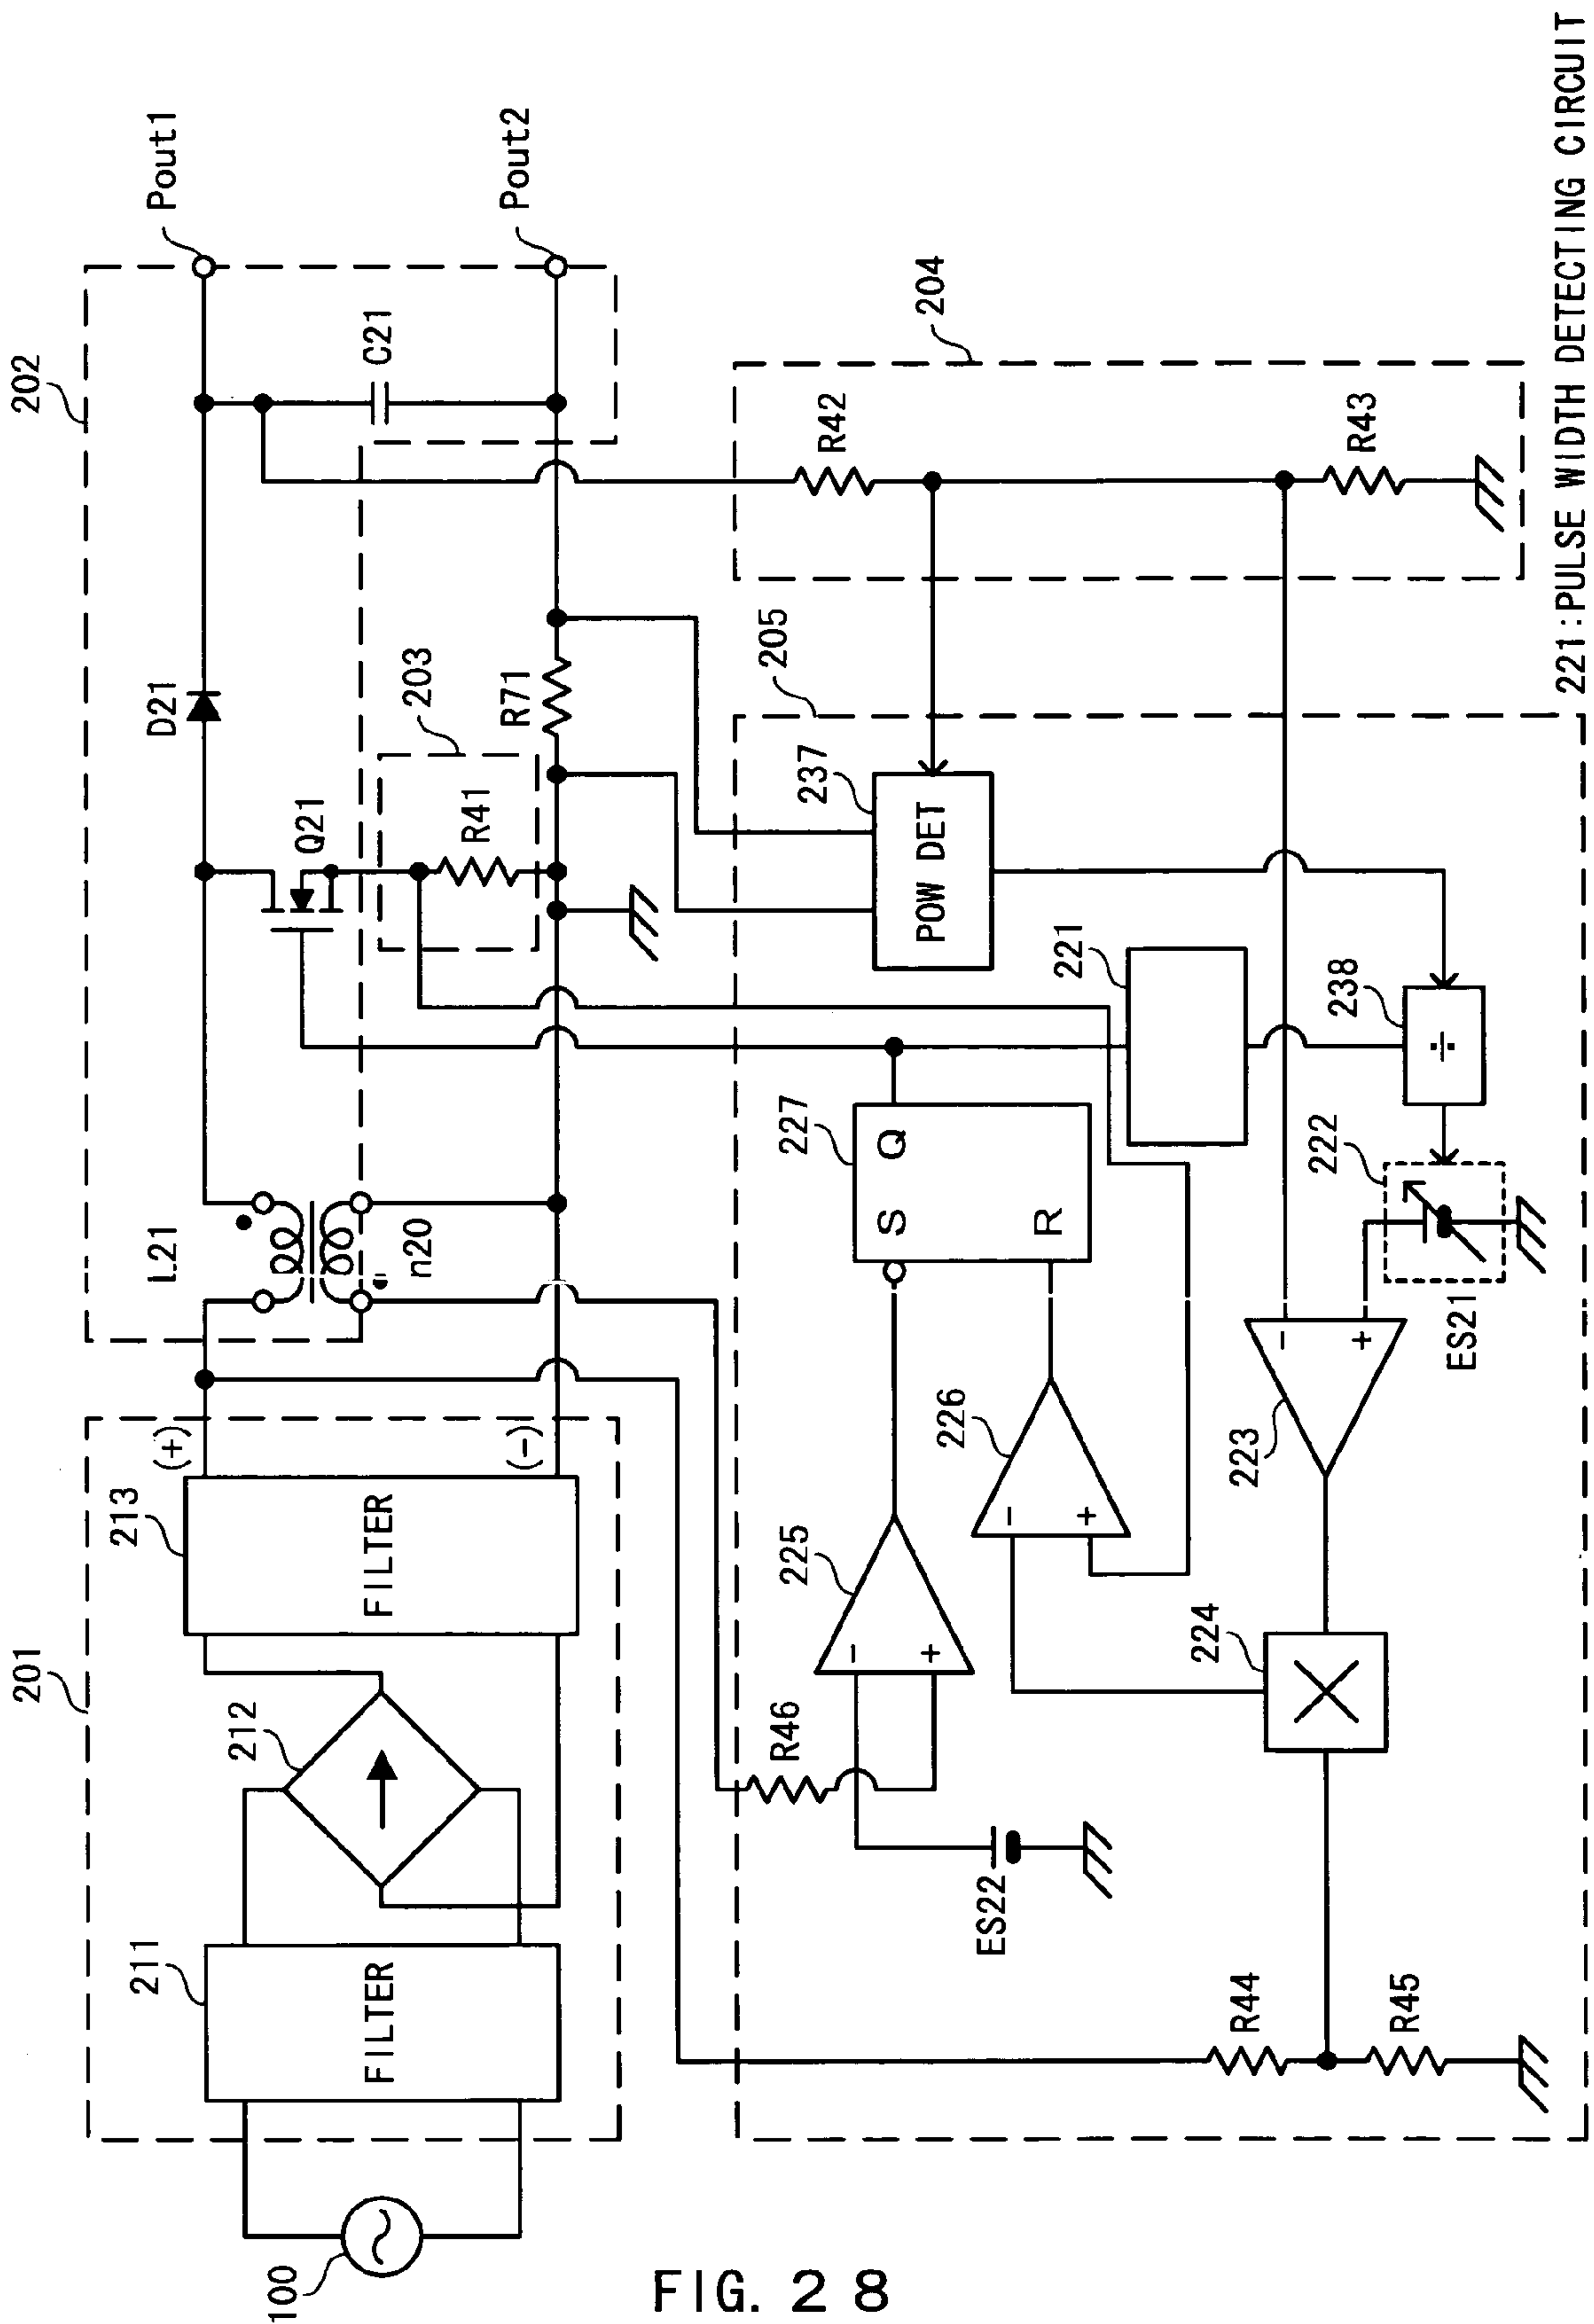 202
Pout1
L21
D21
C21
Q21
201
213
(+)
n20
203
R41
212
211
FILTER
FILTER
(-)
R71
Pout2
100
205
204
R46
225
-
+
227
S
Q
R
237
POW DET
R42
ES22
226
-
+
221
224
223
-
+
222
238
÷
R44
R45
ES21
R43
221:PULSE WIDTH DETECTING CIRCUIT
FIG. 28